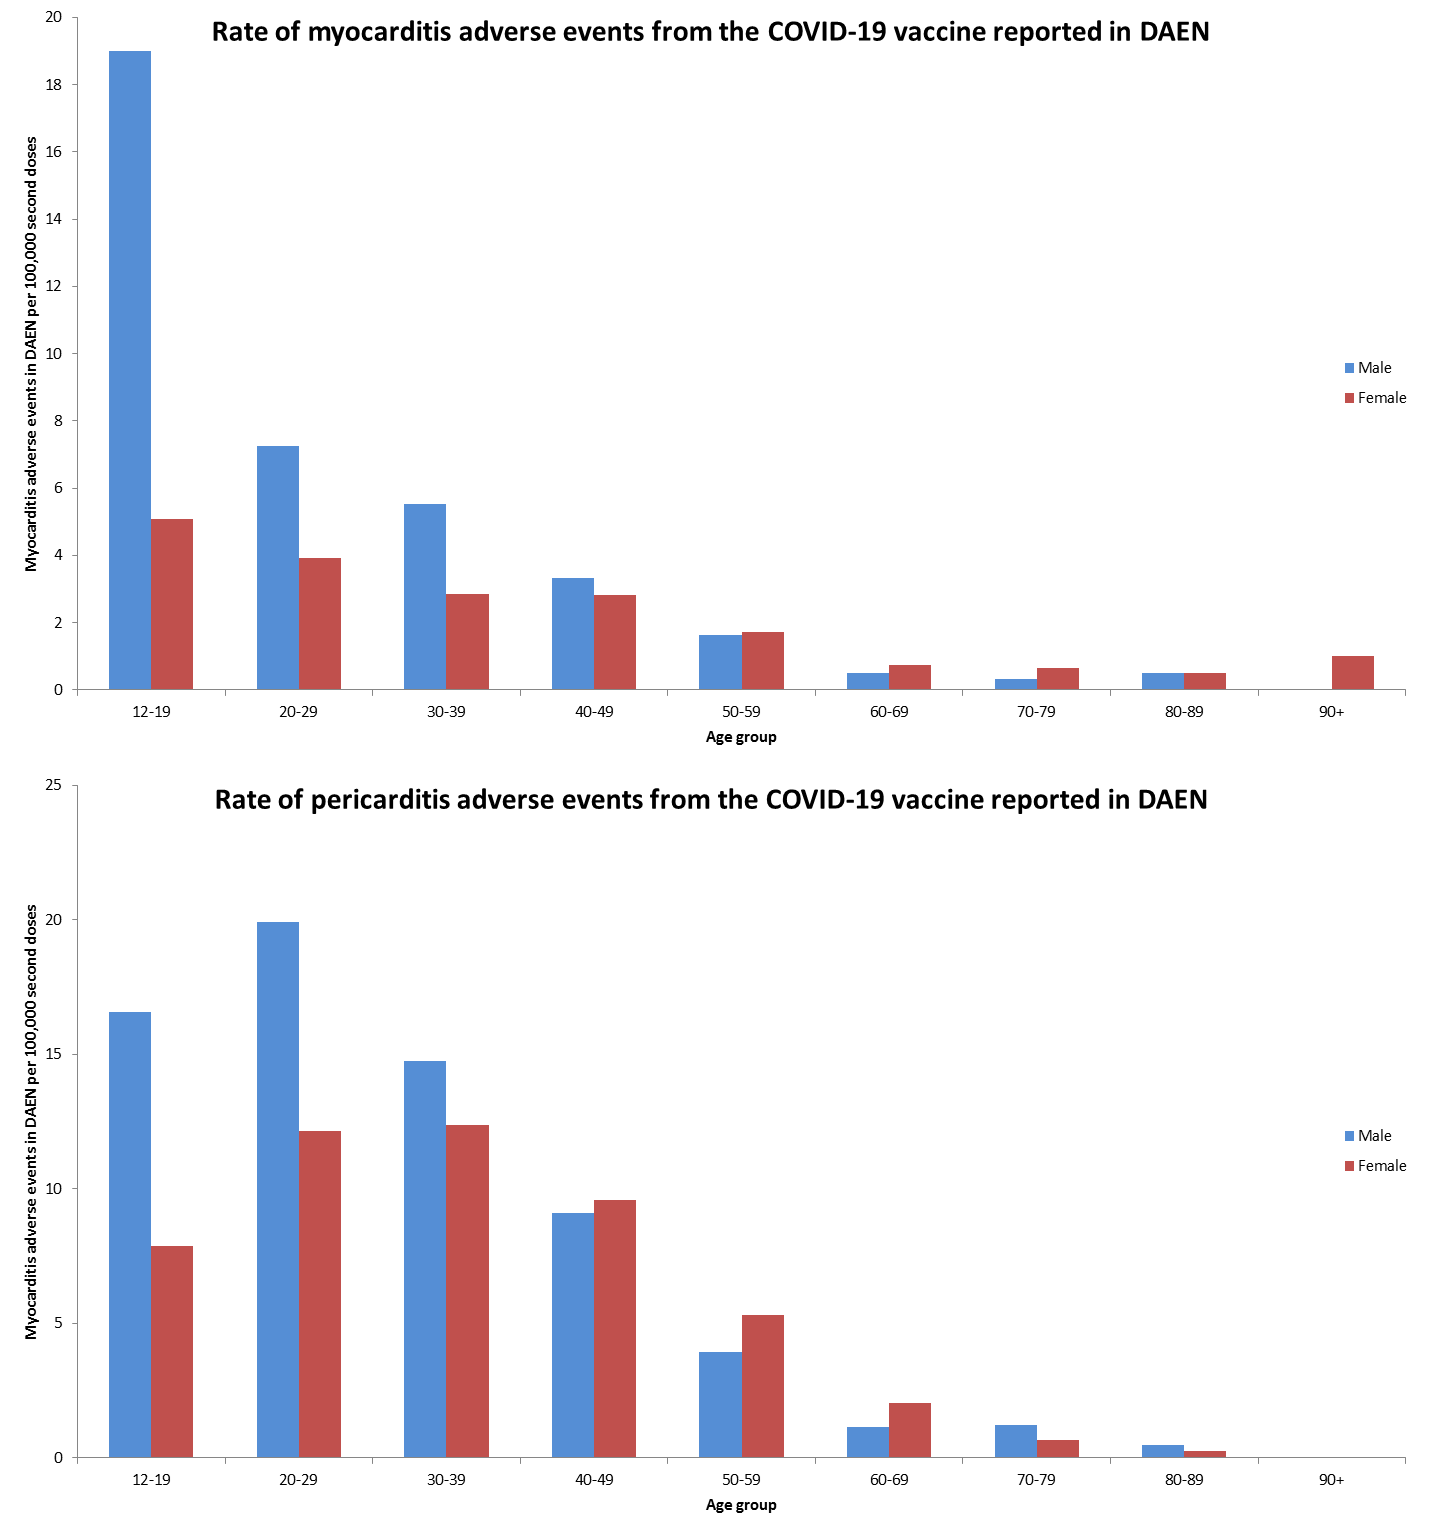 Rate of myocarditis adverse events from the COVID-19 vaccine reported in DAEN
Myocarditis adverse events in DAEN per 100,000 second doses
20
18
16
14
12
10
8
6
4
2
0
Male
Female
12-19 20-29 30-39 40-49 50-59 60-69 70-79 80-89 90+
Age group
Rate of pericarditis adverse events from the COVID-19 vaccine reported in DAEN
Myocarditis adverse events in DAEN per 100,000 second doses
25
20
15
10
5
0
Male
Female
12-19 20-29 30-39 40-49 50-59 60-69 70-79 80-89 90+
Age group